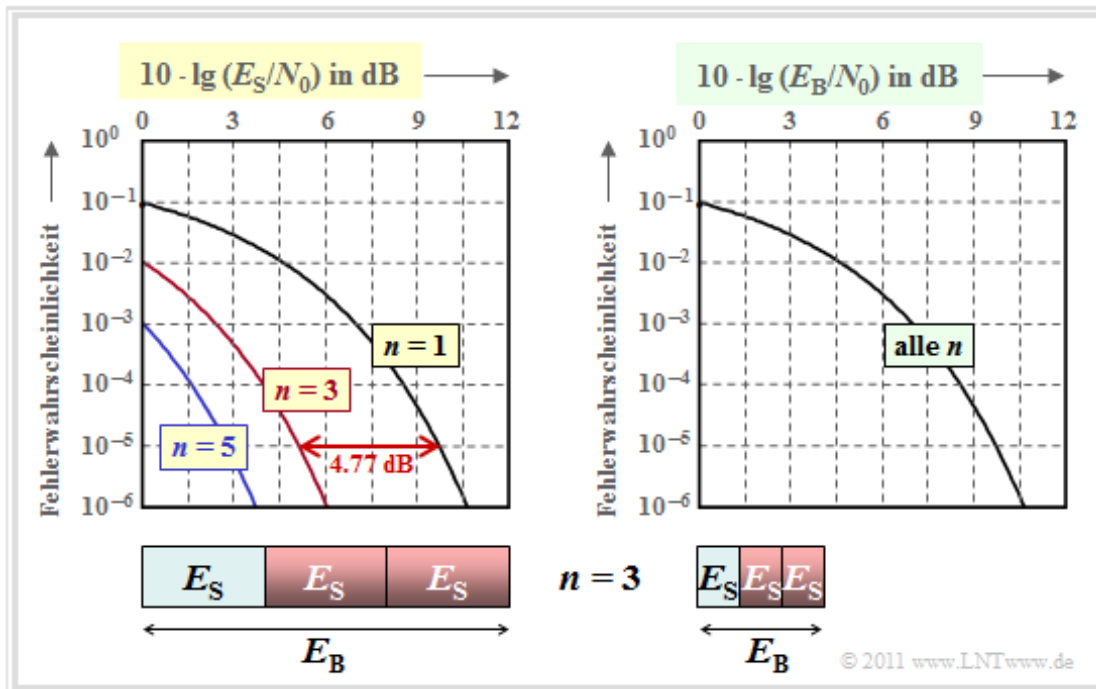 10 · lg (E_S/N_0) in dB
0 3 6 9 12
Fehlerwahrscheinlichkeit
10^0
10^−1
10^−2
10^−3
10^−4
10^−5
10^−6
n = 1
n = 3
n = 5
4.77 dB
10 · lg (E_B/N_0) in dB
0 3 6 9 12
Fehlerwahrscheinlichkeit
10^0
10^−1
10^−2
10^−3
10^−4
10^−5
10^−6
alle n
E_S E_S E_S
E_B
n = 3
E_S E_S E_S
E_B
© 2011 www.LNTwww.de